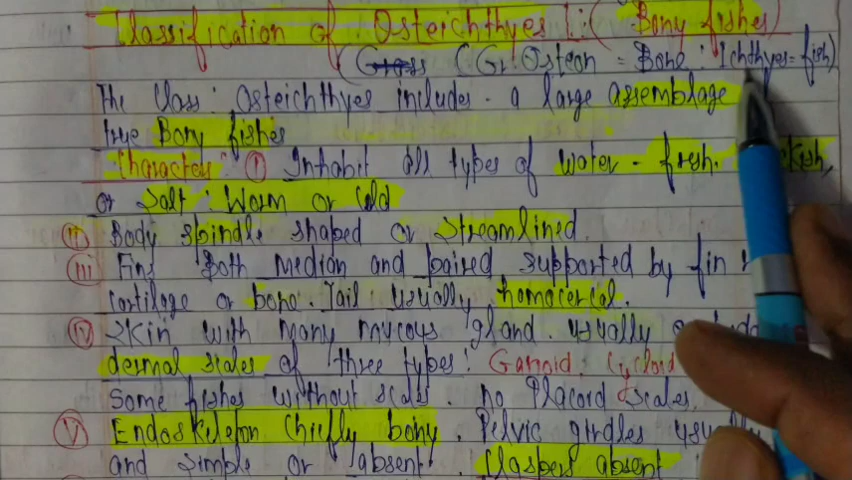 Classification of Osteichthyes :- ( Bony fishes)
(Gr. Osteon = Bone : Ichthyes = fish)
The Class : Osteichthyes includes - a large assemblage
true Bony fishes
Character : (i) Inhabit all types of water - fresh.
or Salt : Warm or Cold
(ii) Body spindle shaped or streamlined.
(iii) Fins Both median and paired supported by fin
cartilage or bone. Tail usually homocercal.
(iv) Skin with many mucous gland. usually
dermal scales of three types : Ganoid, Cycloid
Some fishes without scales. no Placoid scales.
(v) Endoskeleton chiefly bony. Pelvic girdles usually
and simple or absent. Claspers absent